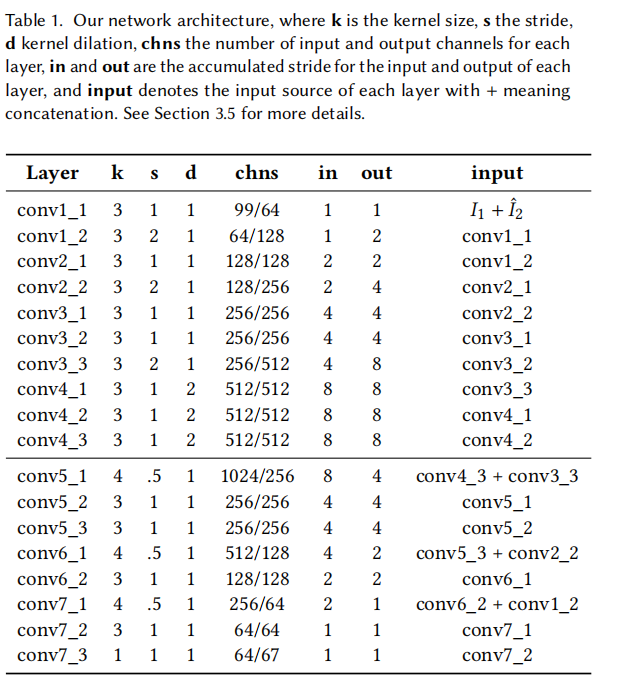 Table 1. Our network architecture, where k is the kernel size, s the stride,
d kernel dilation, chns the number of input and output channels for each
layer, in and out are the accumulated stride for the input and output of each
layer, and input denotes the input source of each layer with + meaning
concatenation. See Section 3.5 for more details.
Layer k s d chns in out input
conv1_1 3 1 1 99/64 1 1 I₁ + Î₂
conv1_2 3 2 1 64/128 1 2 conv1_1
conv2_1 3 1 1 128/128 2 2 conv1_2
conv2_2 3 2 1 128/256 2 4 conv2_1
conv3_1 3 1 1 256/256 4 4 conv2_2
conv3_2 3 1 1 256/256 4 4 conv3_1
conv3_3 3 2 1 256/512 4 8 conv3_2
conv4_1 3 1 2 512/512 8 8 conv3_3
conv4_2 3 1 2 512/512 8 8 conv4_1
conv4_3 3 1 2 512/512 8 8 conv4_2
conv5_1 4 .5 1 1024/256 8 4 conv4_3 + conv3_3
conv5_2 3 1 1 256/256 4 4 conv5_1
conv5_3 3 1 1 256/256 4 4 conv5_2
conv6_1 4 .5 1 512/128 4 2 conv5_3 + conv2_2
conv6_2 3 1 1 128/128 2 2 conv6_1
conv7_1 4 .5 1 256/64 2 1 conv6_2 + conv1_2
conv7_2 3 1 1 64/64 1 1 conv7_1
conv7_3 1 1 1 64/67 1 1 conv7_2